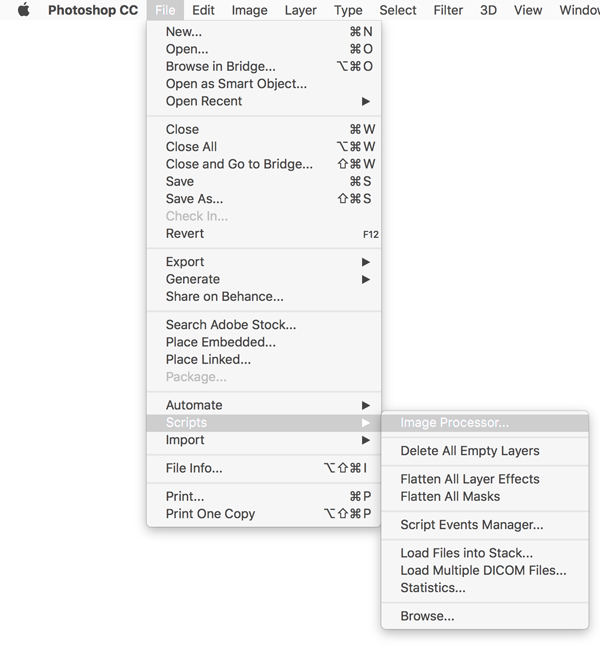 Photoshop CC File Edit Image Layer Type Select Filter 3D View Window
New... ⌘N
Open... ⌘O
Browse in Bridge... ⌥⌘O
Open as Smart Object...
Open Recent ▶
Close ⌘W
Close All ⌥⌘W
Close and Go to Bridge... ⇧⌘W
Save ⌘S
Save As... ⇧⌘S
Check In...
Revert F12
Export ▶
Generate ▶
Share on Behance...
Search Adobe Stock...
Place Embedded...
Place Linked...
Package...
Automate ▶
Scripts ▶
Import ▶
File Info... ⌥⇧⌘I
Print... ⌘P
Print One Copy ⌥⇧⌘P
Image Processor...
Delete All Empty Layers
Flatten All Layer Effects
Flatten All Masks
Script Events Manager...
Load Files into Stack...
Load Multiple DICOM Files...
Statistics...
Browse...